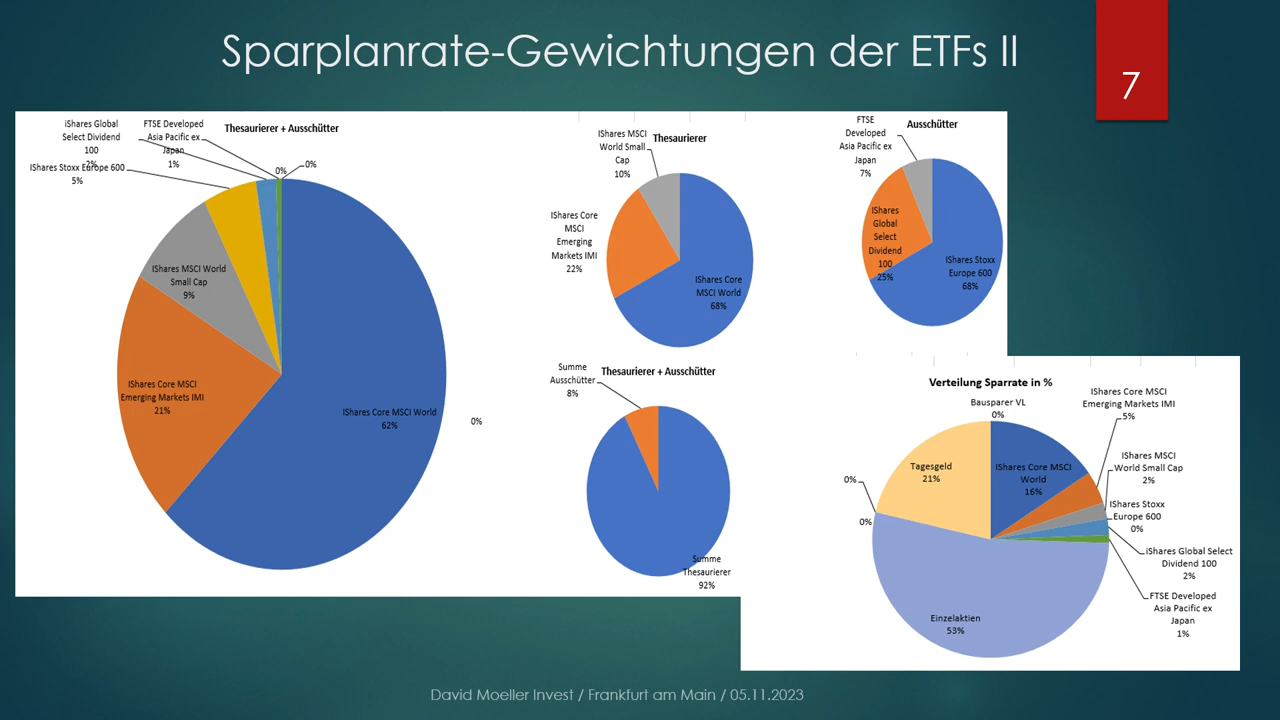 Sparplanrate-Gewichtungen der ETFs II
7
Thesaurierer + Ausschütter
iShares Global
Select Dividend
100
2%
FTSE Developed
Asia Pacific ex
Japan
1%
0%
0%
IShares Stoxx Europe 600
5%
IShares MSCI World
Small Cap
9%
IShares Core MSCI
Emerging Markets IMI
21%
IShares Core MSCI World
62%
0%
Thesaurierer
IShares MSCI
World Small
Cap
10%
IShares Core
MSCI
Emerging
Markets IMI
22%
IShares Core
MSCI World
68%
Ausschütter
FTSE
Developed
Asia Pacific ex
Japan
7%
IShares
Global
Select
Dividend
100
25%
IShares Stoxx
Europe 600
68%
Thesaurierer + Ausschütter
Summe
Ausschütter
8%
Summe
Thesaurierer
92%
Verteilung Sparrate in %
Bausparer VL
0%
IShares Core MSCI
Emerging Markets IMI
5%
IShares MSCI
World Small Cap
2%
IShares Stoxx
Europe 600
0%
iShares Global Select
Dividend 100
2%
FTSE Developed
Asia Pacific ex
Japan
1%
Tagesgeld
21%
IShares Core MSCI
World
16%
0%
0%
Einzelaktien
53%
David Moeller Invest / Frankfurt am Main / 05.11.2023